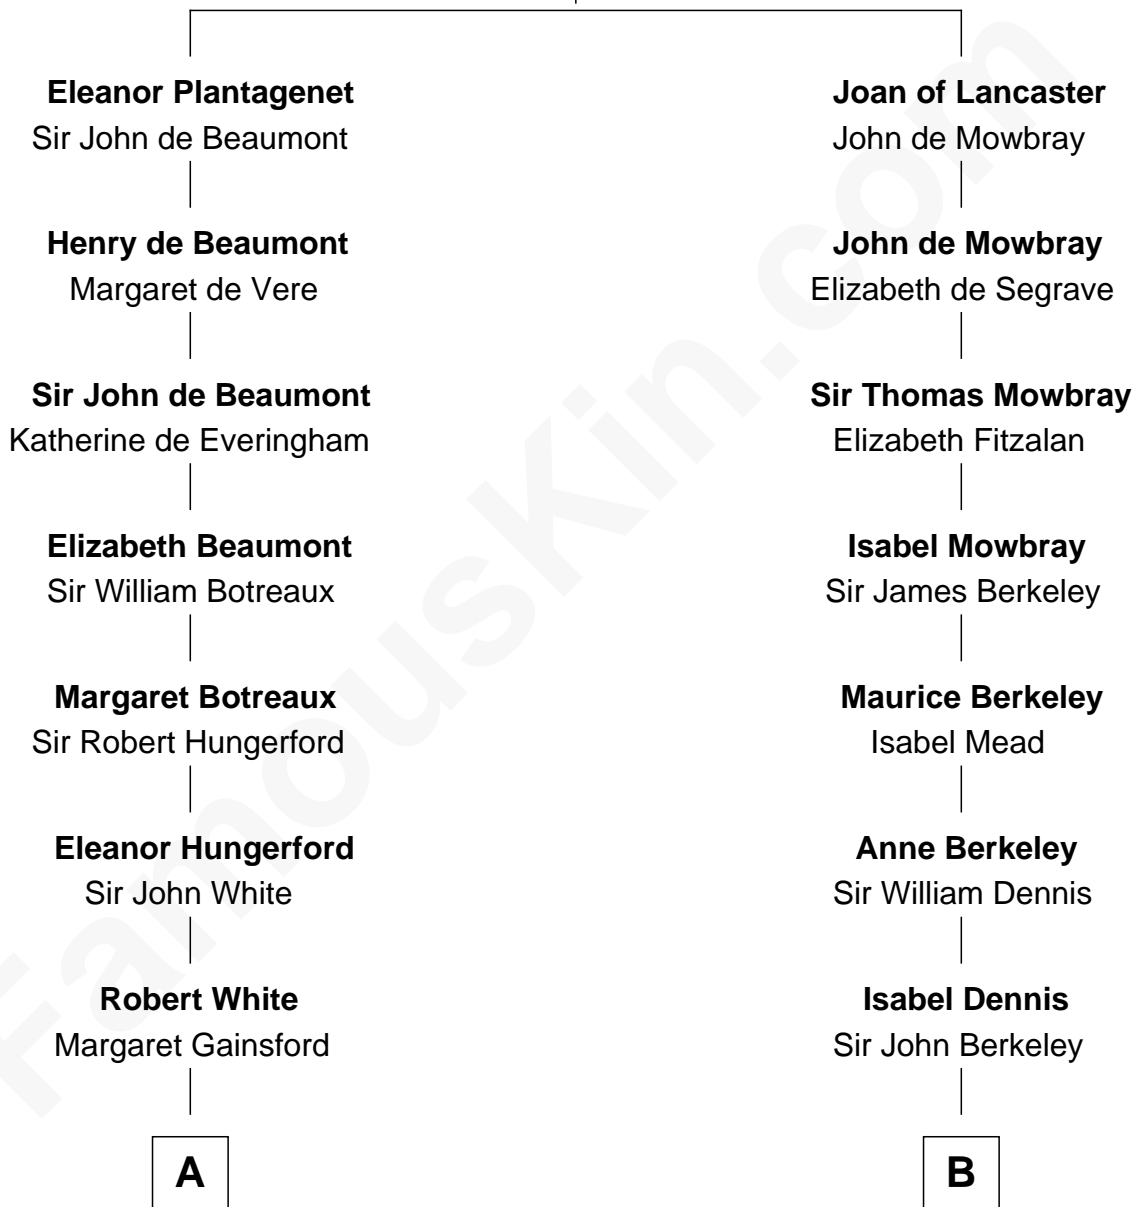 Eleanor Plantagenet
Sir John de Beaumont
Joan of Lancaster
John de Mowbray
Henry de Beaumont
Margaret de Vere
John de Mowbray
Elizabeth de Segrave
Sir John de Beaumont
Katherine de Everingham
Sir Thomas Mowbray
Elizabeth Fitzalan
Elizabeth Beaumont
Sir William Botreaux
Isabel Mowbray
Sir James Berkeley
Margaret Botreaux
Sir Robert Hungerford
Maurice Berkeley
Isabel Mead
Eleanor Hungerford
Sir John White
Anne Berkeley
Sir William Dennis
Robert White
Margaret Gainsford
Isabel Dennis
Sir John Berkeley
A
B
FamousKin.com